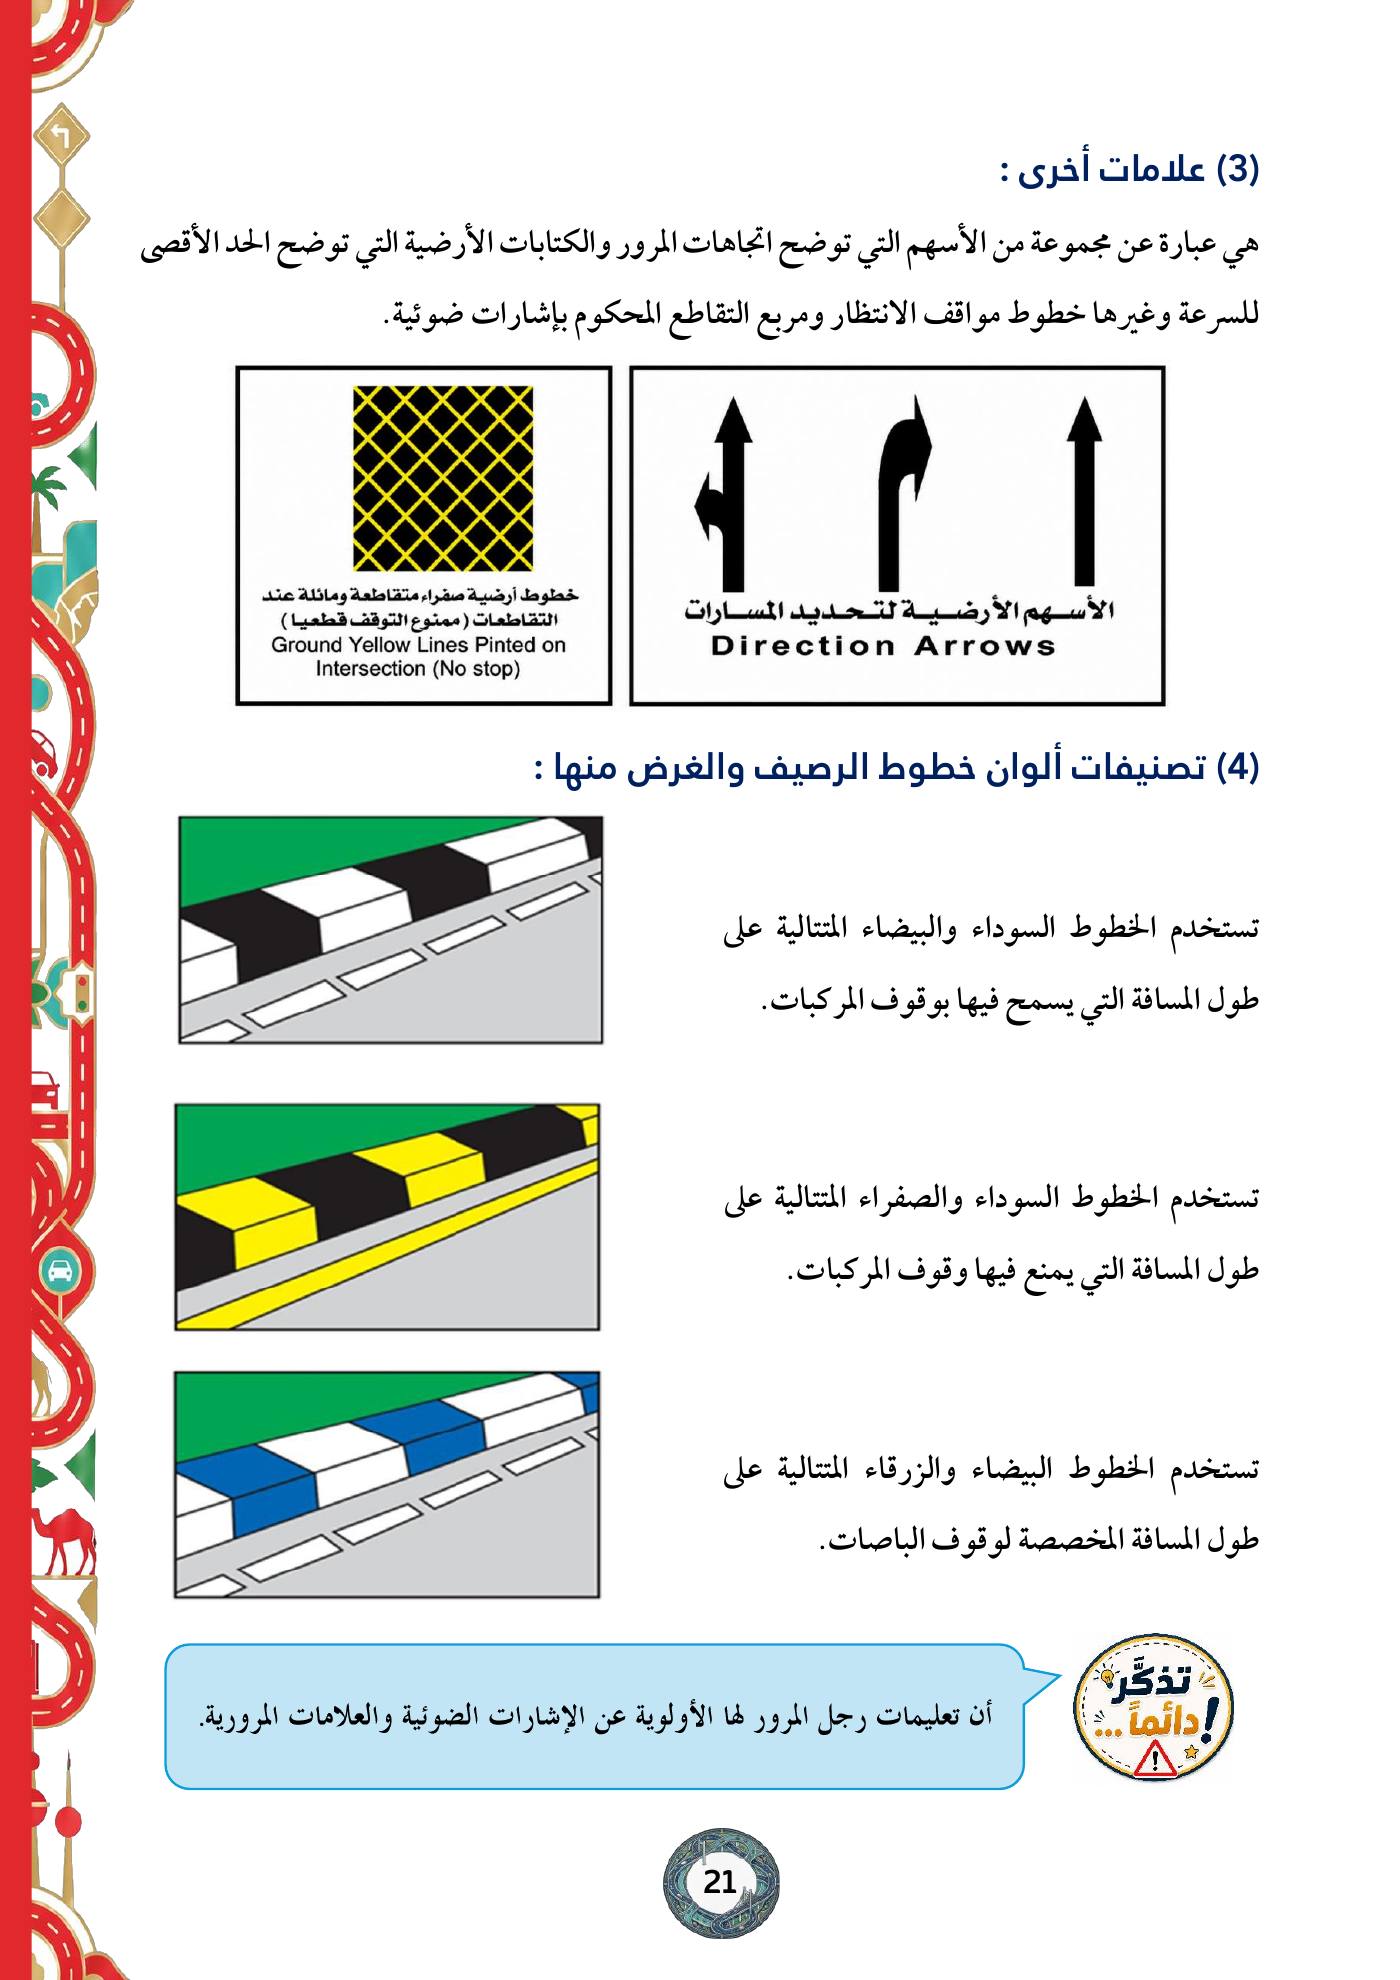 (3) علامات أخرى :
هي عبارة عن مجموعة من الأسهم التي توضح اتجاهات المرور والكتابات الأرضية التي توضح الحد الأقصى
للسرعة وغيرها خطوط مواقف الانتظار ومربع التقاطع المحكوم بإشارات ضوئية.
الأسهم الأرضية لتحديد المسارات
Direction Arrows
خطوط أرضية صفراء متقاطعة ومائلة عند
التقاطعات (ممنوع التوقف قطعيا)
Ground Yellow Lines Pinted on
Intersection (No stop)
(4) تصنيفات ألوان خطوط الرصيف والغرض منها :
تستخدم الخطوط السوداء والبيضاء المتتالية على
طول المسافة التي يسمح فيها بوقوف المركبات.
تستخدم الخطوط السوداء والصفراء المتتالية على
طول المسافة التي يمنع فيها وقوف المركبات.
تستخدم الخطوط البيضاء والزرقاء المتتالية على
طول المسافة المخصصة لوقوف الباصات.
تذكَّر
دائماً ... !
أن تعليمات رجل المرور لها الأولوية عن الإشارات الضوئية والعلامات المرورية.
21